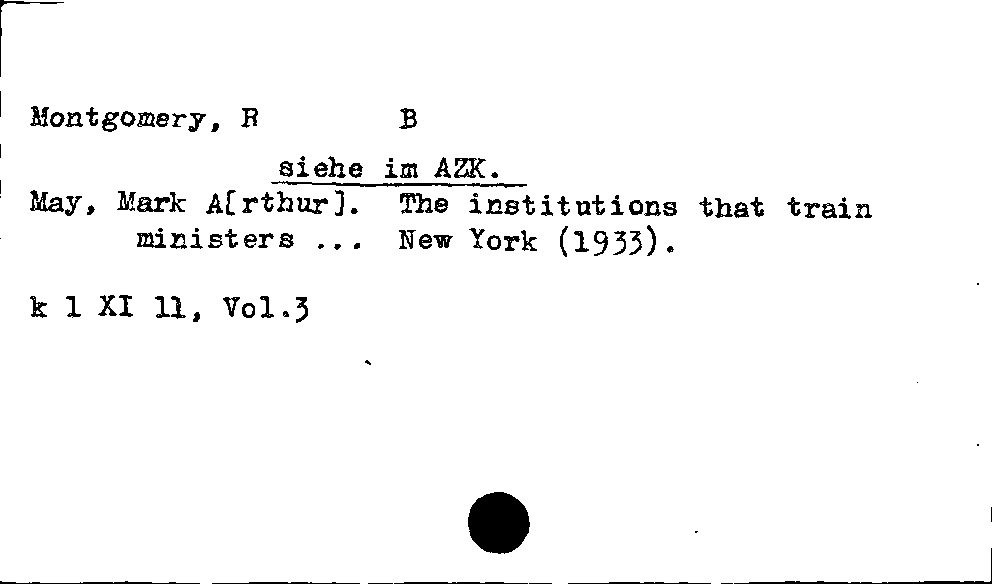 Montgomery, R B
siehe im AZK.
May, Mark A[rthur]. The institutions that train
ministers ... New York (1933).
k l XI 11, Vol.3